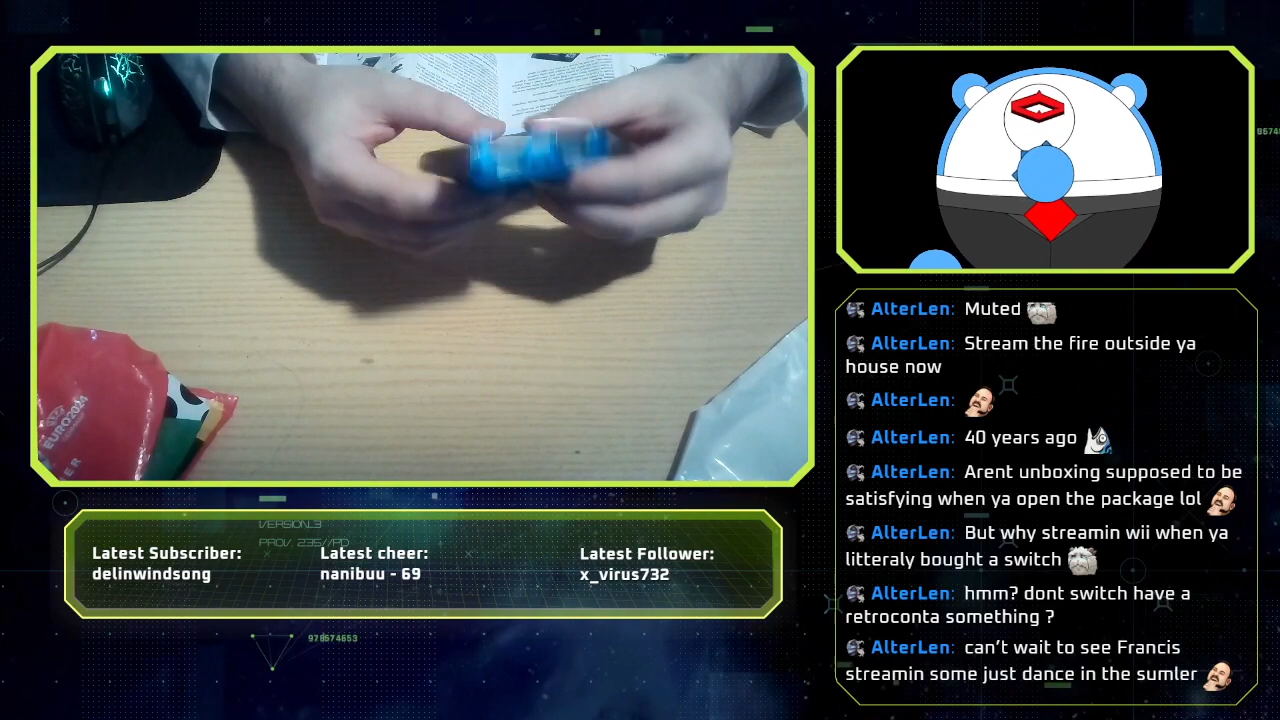 EURO2024
AlterLen: Muted
AlterLen: Stream the fire outside ya
house now
AlterLen:
AlterLen: 40 years ago
AlterLen: Arent unboxing supposed to be
satisfying when ya open the package lol
AlterLen: But why streamin wii when ya
litteraly bought a switch
AlterLen: hmm? dont switch have a
retroconta something ?
AlterLen: can't wait to see Francis
streamin some just dance in the sumler
VERSION1.3
Latest Subscriber:
delinwindsong
Latest cheer:
nanibuu - 69
Latest Follower:
x_virus732
978574653